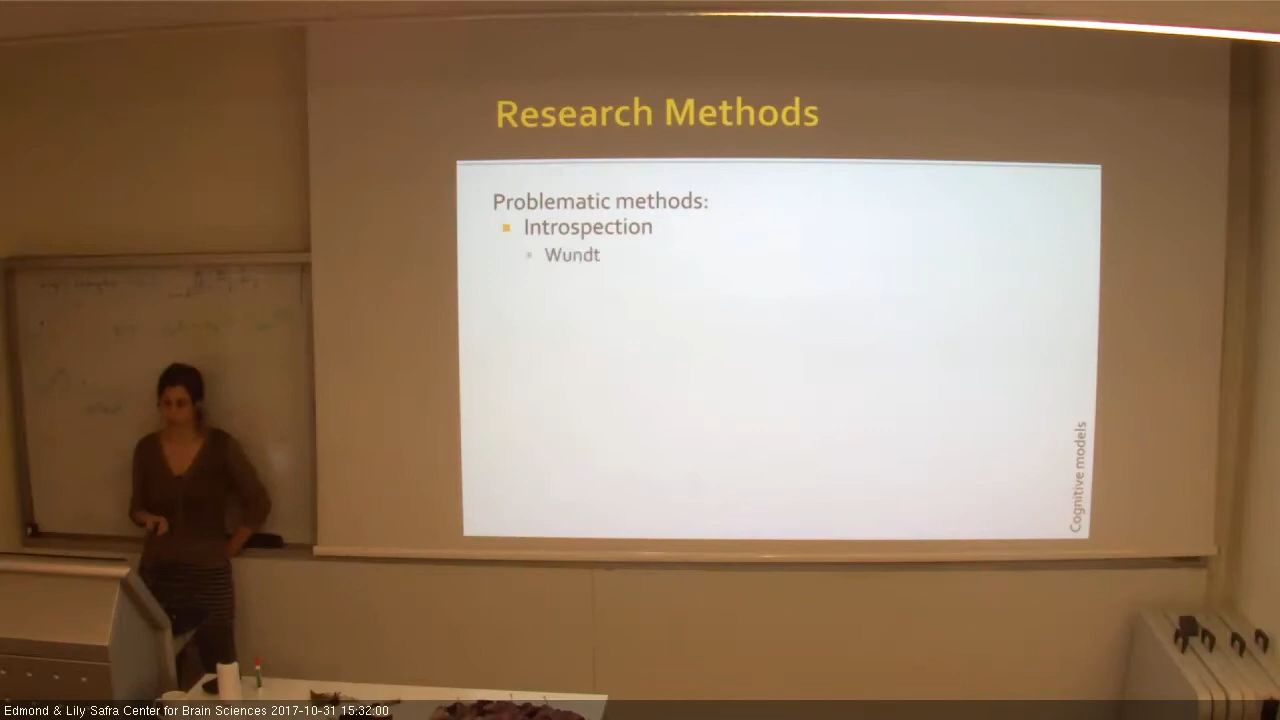 Research Methods
Problematic methods:
Introspection
Wundt
Cognitive models
Edmond & Lily Safra Center for Brain Sciences 2017-10-31 15:32:00